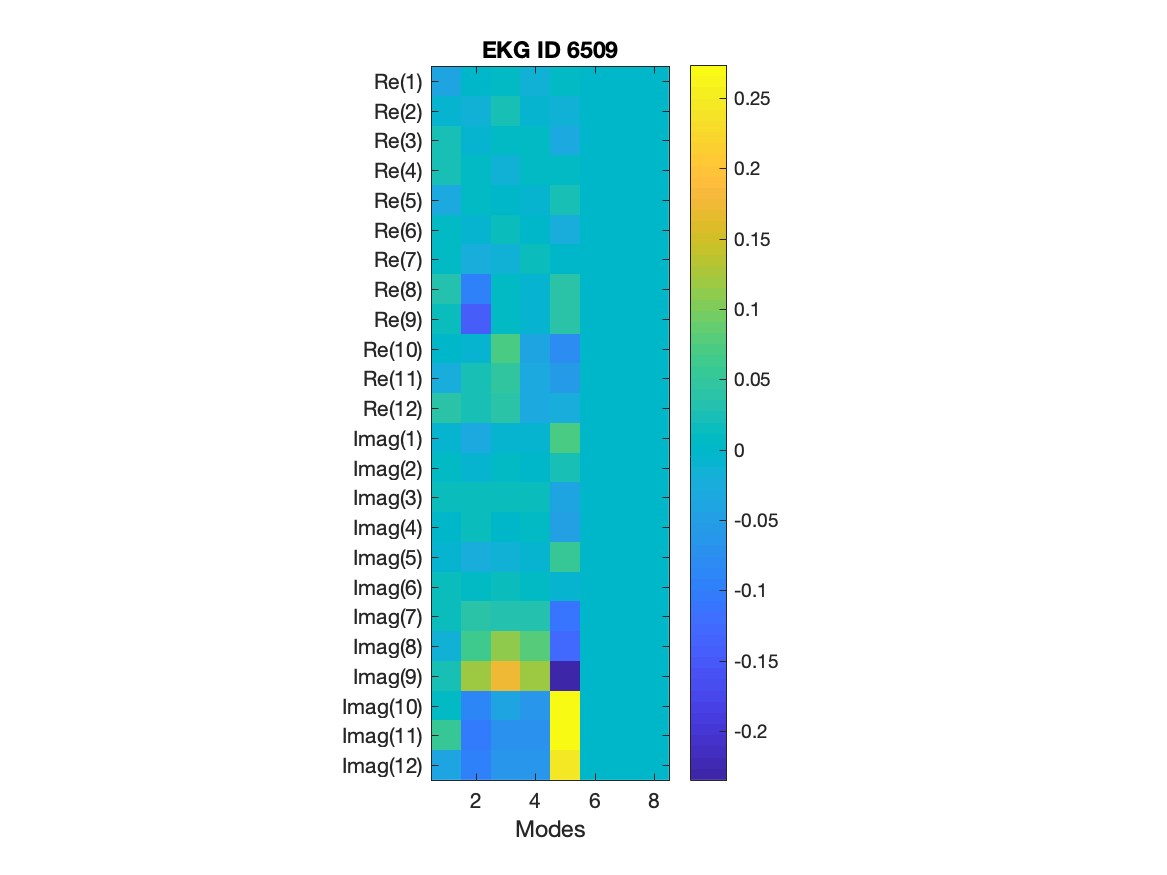 EKG ID 6509
Re(1)
Re(2)
Re(3)
Re(4)
Re(5)
Re(6)
Re(7)
Re(8)
Re(9)
Re(10)
Re(11)
Re(12)
Imag(1)
Imag(2)
Imag(3)
Imag(4)
Imag(5)
Imag(6)
Imag(7)
Imag(8)
Imag(9)
Imag(10)
Imag(11)
Imag(12)
2 4 6 8
Modes
0.25
0.2
0.15
0.1
0.05
0
-0.05
-0.1
-0.15
-0.2